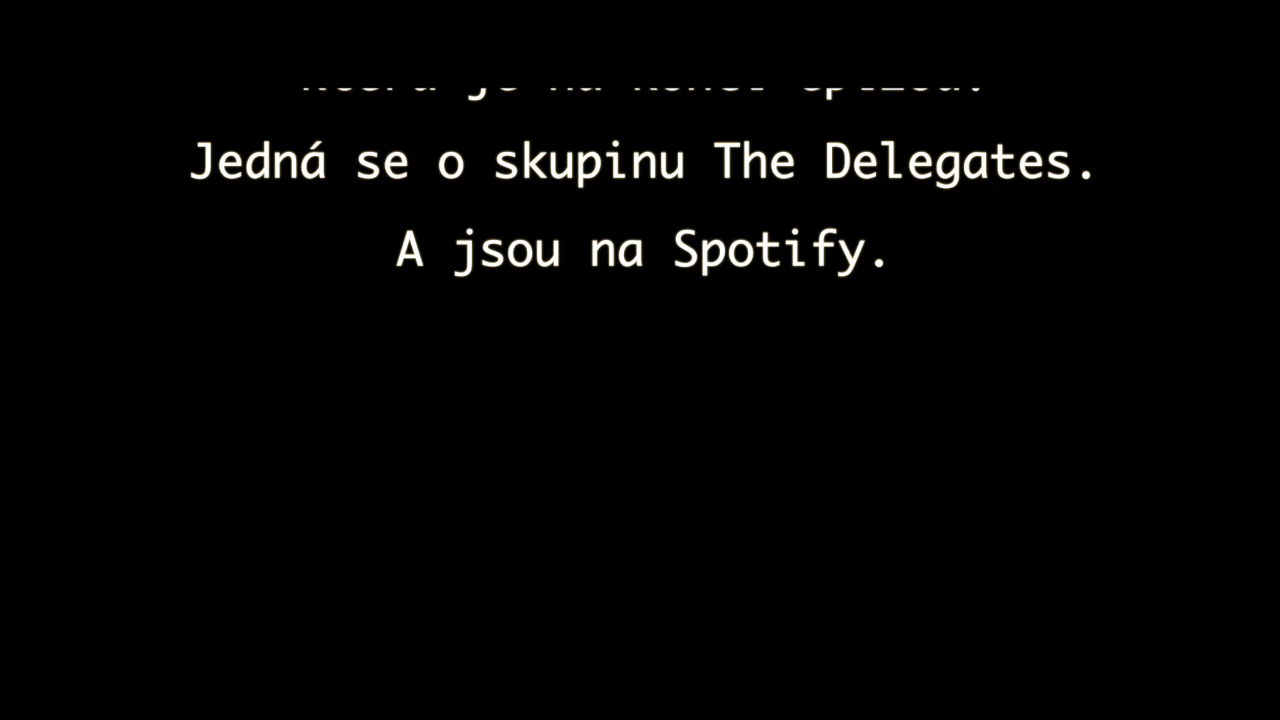 Jedná se o skupinu The Delegates.
A jsou na Spotify.